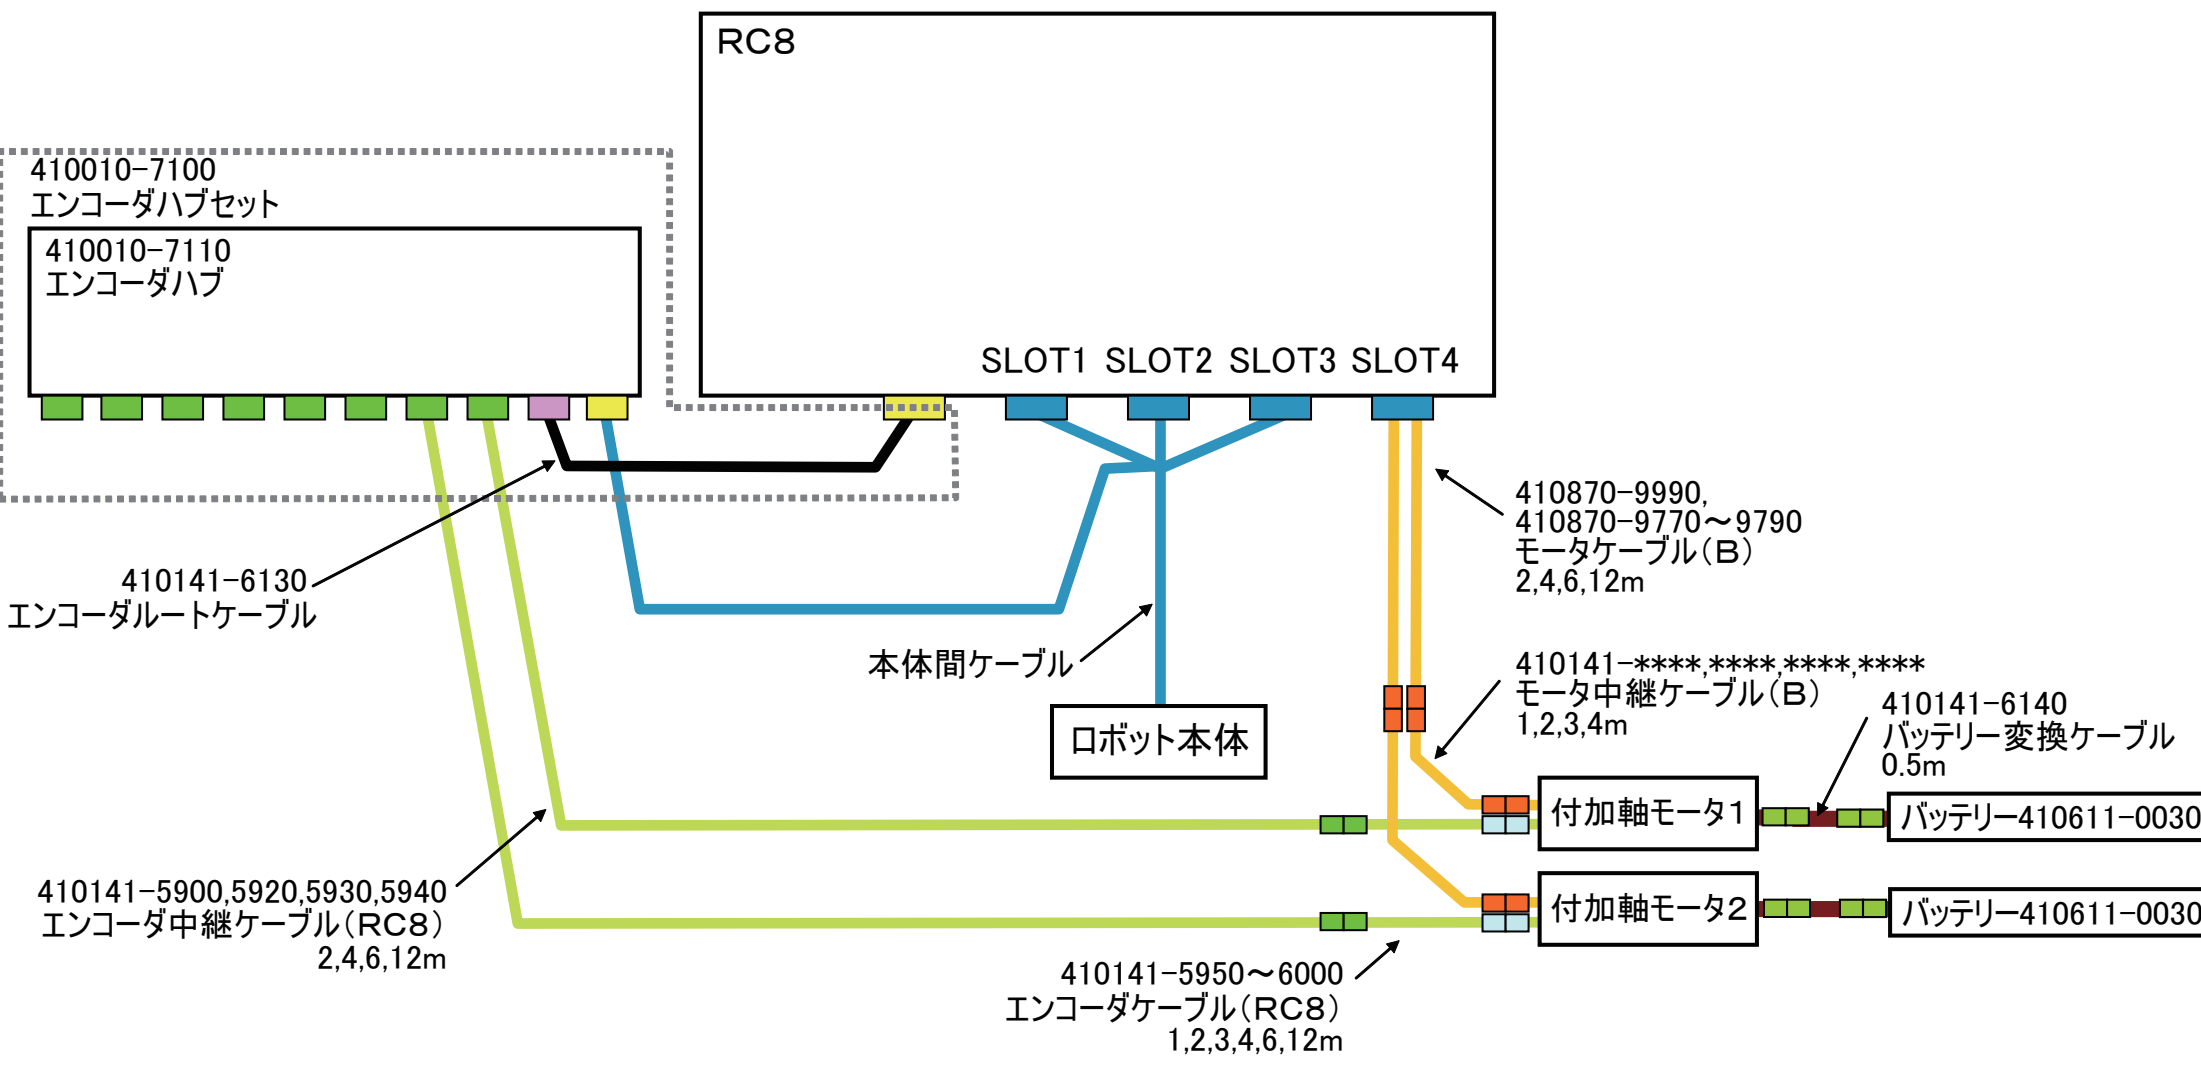 RC8
410010-7100
エンコーダハブセット
410010-7110
エンコーダハブ
SLOT1 SLOT2 SLOT3 SLOT4
410870-9990,
410870-9770～9790
モータケーブル(B)
2,4,6,12m
410141-6130
エンコーダルートケーブル
本体間ケーブル
410141-****,****,****,****
モータ中継ケーブル(B)
1,2,3,4m
410141-6140
バッテリー変換ケーブル
0.5m
ロボット本体
付加軸モータ1
バッテリー410611-0030
付加軸モータ2
バッテリー410611-0030
410141-5900,5920,5930,5940
エンコーダ中継ケーブル(RC8)
2,4,6,12m
410141-5950～6000
エンコーダケーブル(RC8)
1,2,3,4,6,12m